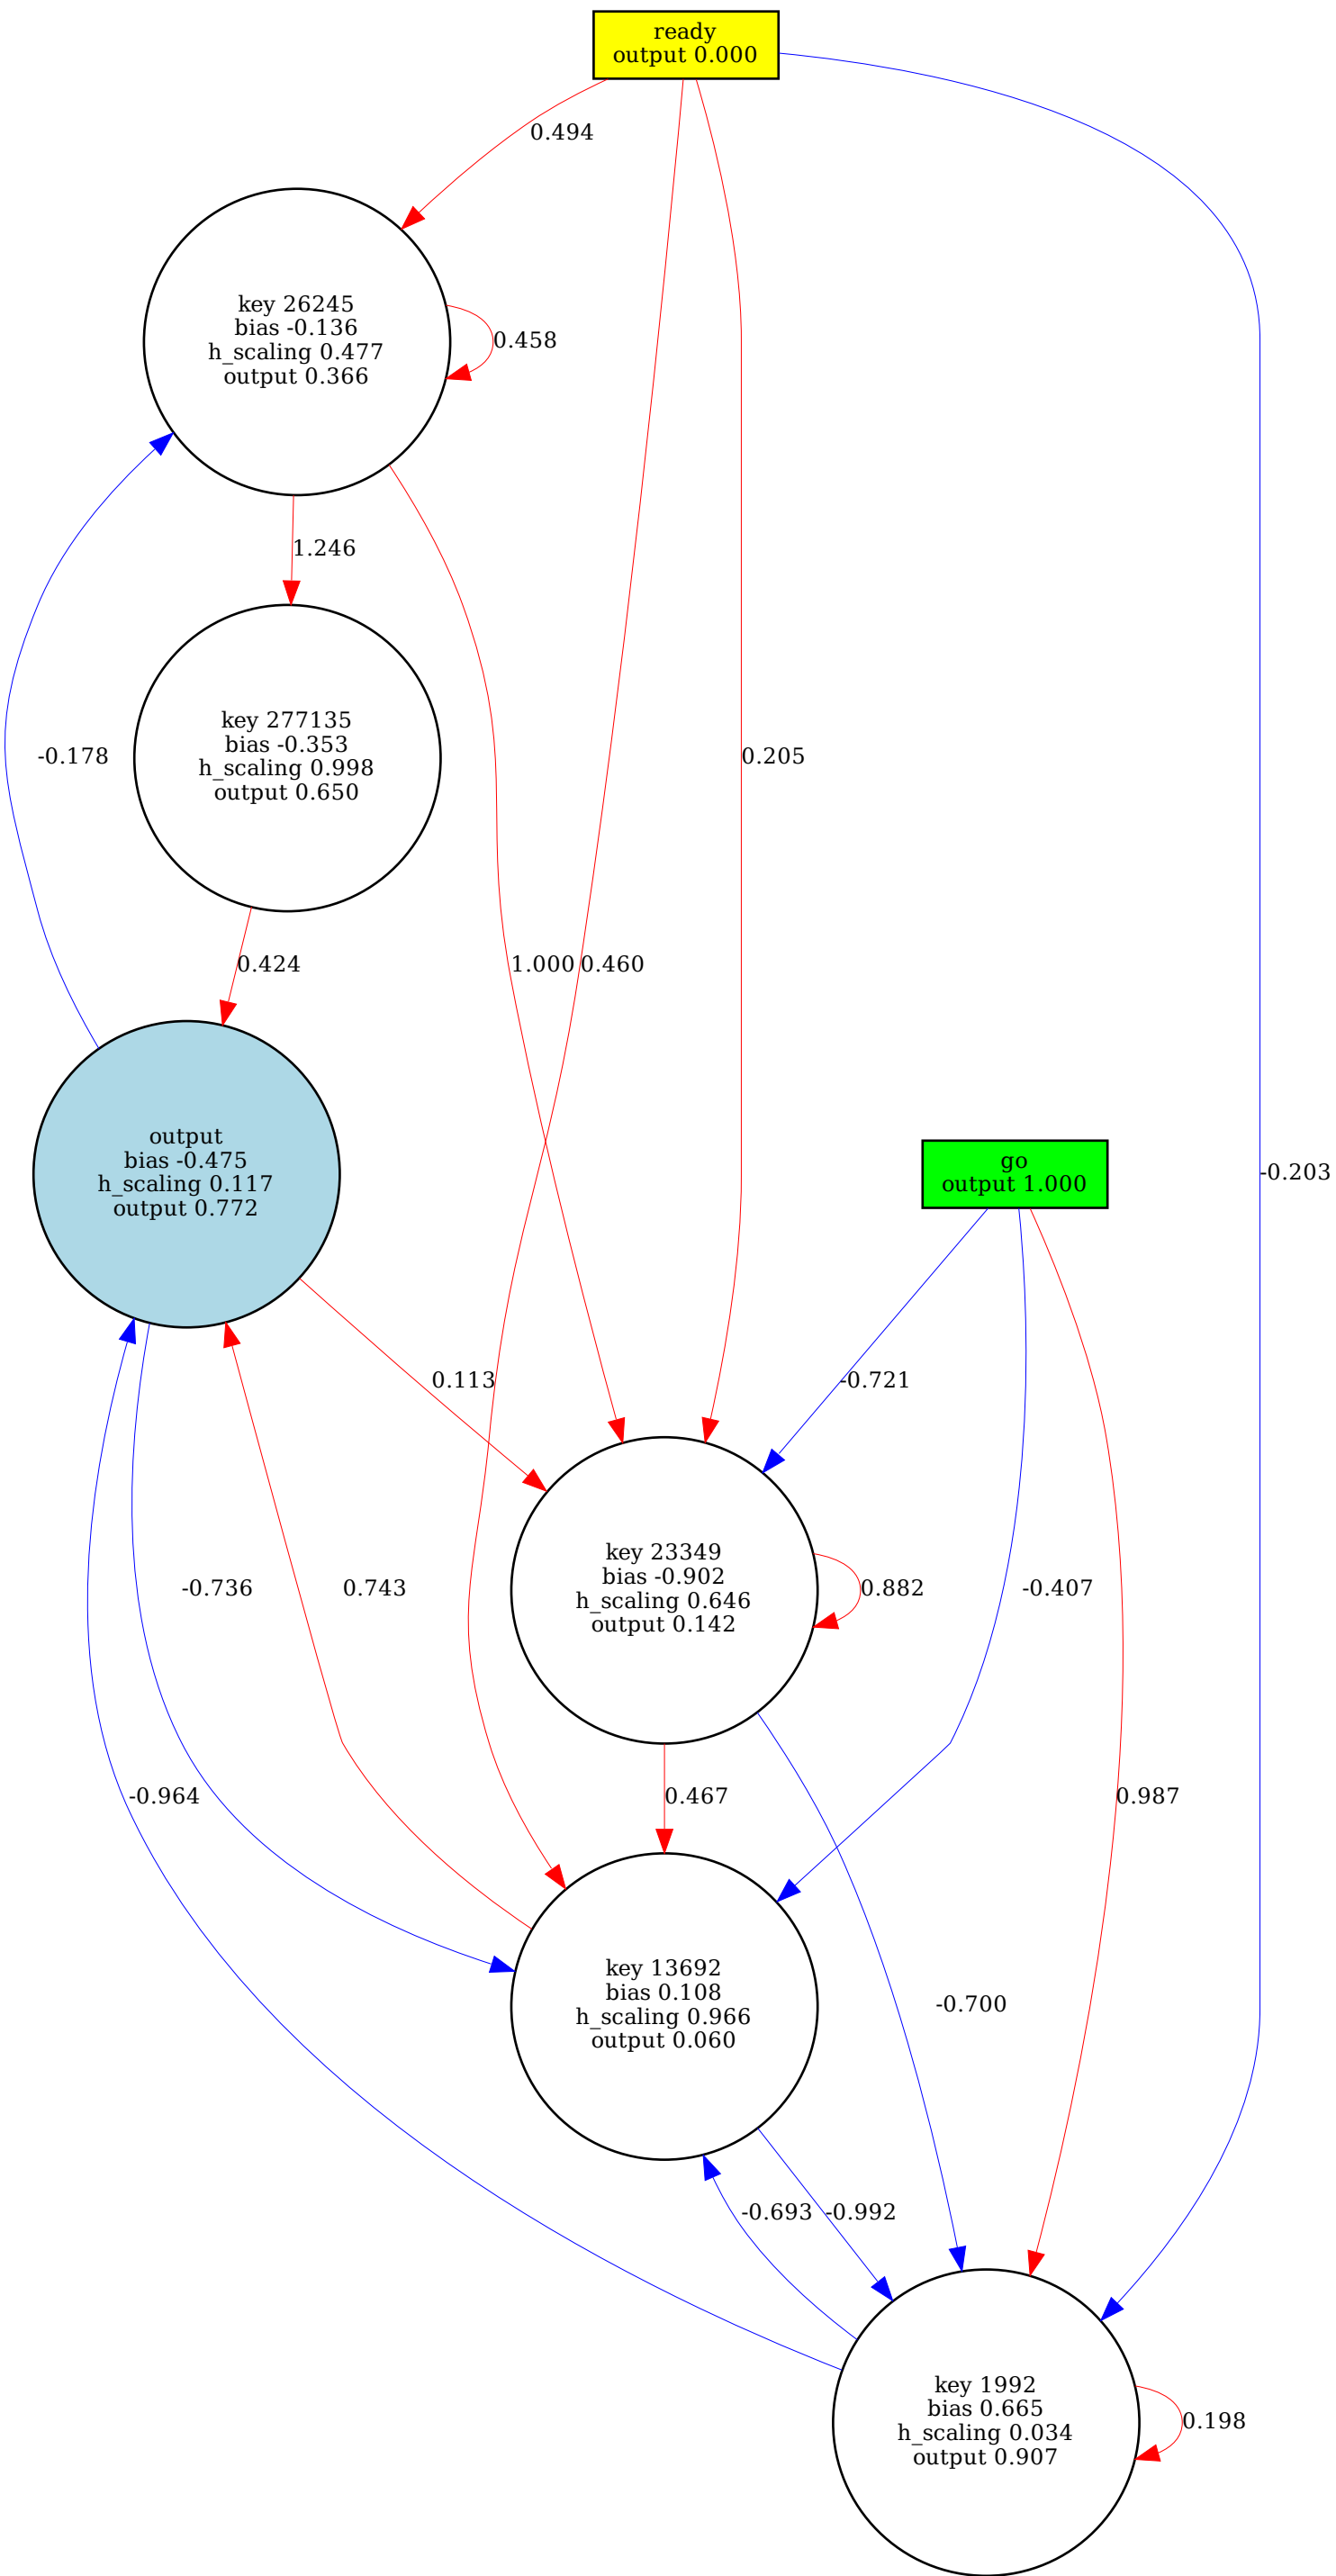 ready
output 0.000
0.494
key 26245
bias -0.136
h_scaling 0.477
output 0.366
0.458
1.246
key 277135
bias -0.353
h_scaling 0.998
output 0.650
-0.178
0.205
0.424
1.000
0.460
output
bias -0.475
h_scaling 0.117
output 0.772
go
output 1.000
-0.203
0.113
-0.721
key 23349
bias -0.902
h_scaling 0.646
output 0.142
-0.736
0.743
0.882
-0.407
-0.964
0.467
0.987
key 13692
bias 0.108
h_scaling 0.966
output 0.060
-0.700
-0.693
-0.992
key 1992
bias 0.665
h_scaling 0.034
output 0.907
0.198